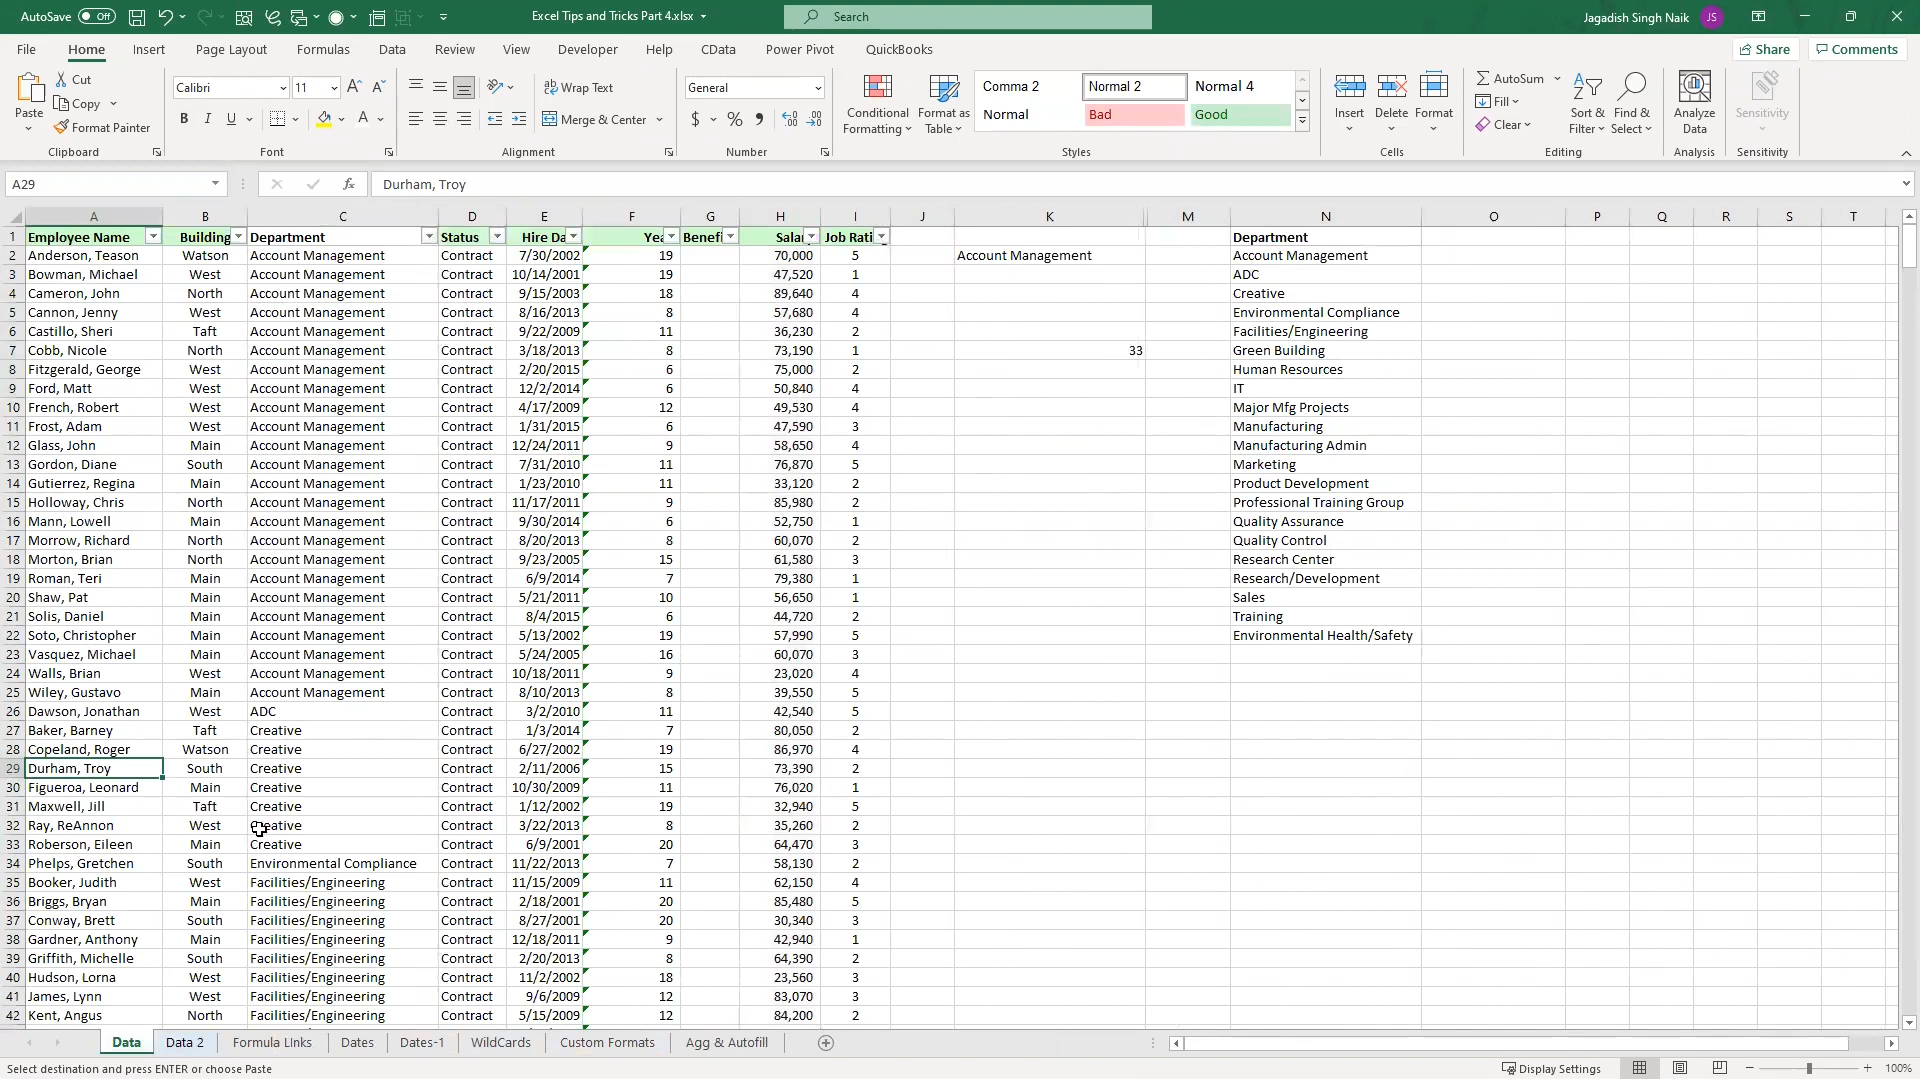 AutoSave Off Excel Tips and Tricks Part 4.xlsx Search Jagadish Singh Naik JS
File Home Insert Page Layout Formulas Data Review View Developer Help CData Power Pivot QuickBooks Share Comments
Paste Cut Copy Format Painter Clipboard
Calibri 11 B I U Font
Wrap Text Merge & Center Alignment
General $ % Number
Conditional Formatting Format as Table Comma 2 Normal 2 Normal 4 Normal Bad Good Styles
Insert Delete Format Cells
AutoSum Fill Clear Sort & Filter Find & Select Editing
Analyze Data Analysis
Sensitivity Sensitivity
A29 fx Durham, Troy
A B C D E F G H I J K M N O P Q R S T
1 Employee Name Building Department Status Hire Da Yea Benefi Salar Job Rati Department
2 Anderson, Teason Watson Account Management Contract 7/30/2002 19 70,000 5 Account Management Account Management
3 Bowman, Michael West Account Management Contract 10/14/2001 19 47,520 1 ADC
4 Cameron, John North Account Management Contract 9/15/2003 18 89,640 4 Creative
5 Cannon, Jenny West Account Management Contract 8/16/2013 8 57,680 4 Environmental Compliance
6 Castillo, Sheri Taft Account Management Contract 9/22/2009 11 36,230 2 Facilities/Engineering
7 Cobb, Nicole North Account Management Contract 3/18/2013 8 73,190 1 33 Green Building
8 Fitzgerald, George West Account Management Contract 2/20/2015 6 75,000 2 Human Resources
9 Ford, Matt West Account Management Contract 12/2/2014 6 50,840 4 IT
10 French, Robert West Account Management Contract 4/17/2009 12 49,530 4 Major Mfg Projects
11 Frost, Adam West Account Management Contract 1/31/2015 6 47,590 3 Manufacturing
12 Glass, John Main Account Management Contract 12/24/2011 9 58,650 4 Manufacturing Admin
13 Gordon, Diane South Account Management Contract 7/31/2010 11 76,870 5 Marketing
14 Gutierrez, Regina Main Account Management Contract 1/23/2010 11 33,120 2 Product Development
15 Holloway, Chris North Account Management Contract 11/17/2011 9 85,980 2 Professional Training Group
16 Mann, Lowell Main Account Management Contract 9/30/2014 6 52,750 1 Quality Assurance
17 Morrow, Richard North Account Management Contract 8/20/2013 8 60,070 2 Quality Control
18 Morton, Brian North Account Management Contract 9/23/2005 15 61,580 3 Research Center
19 Roman, Teri Main Account Management Contract 6/9/2014 7 79,380 1 Research/Development
20 Shaw, Pat Main Account Management Contract 5/21/2011 10 56,650 1 Sales
21 Solis, Daniel Main Account Management Contract 8/4/2015 6 44,720 2 Training
22 Soto, Christopher Main Account Management Contract 5/13/2002 19 57,990 5 Environmental Health/Safety
23 Vasquez, Michael Main Account Management Contract 5/24/2005 16 60,070 3
24 Walls, Brian West Account Management Contract 10/18/2011 9 23,020 4
25 Wiley, Gustavo Main Account Management Contract 8/10/2013 8 39,550 5
26 Dawson, Jonathan West ADC Contract 3/2/2010 11 42,540 5
27 Baker, Barney Taft Creative Contract 1/3/2014 7 80,050 2
28 Copeland, Roger Watson Creative Contract 6/27/2002 19 86,970 4
29 Durham, Troy South Creative Contract 2/11/2006 15 73,390 2
30 Figueroa, Leonard Main Creative Contract 10/30/2009 11 76,020 1
31 Maxwell, Jill Taft Creative Contract 1/12/2002 19 32,940 5
32 Ray, ReAnnon West Creative Contract 3/22/2013 8 35,260 2
33 Roberson, Eileen Main Creative Contract 6/9/2001 20 64,470 3
34 Phelps, Gretchen South Environmental Compliance Contract 11/22/2013 7 58,130 2
35 Booker, Judith West Facilities/Engineering Contract 11/15/2009 11 62,150 4
36 Briggs, Bryan Main Facilities/Engineering Contract 2/18/2001 20 85,480 5
37 Conway, Brett South Facilities/Engineering Contract 8/27/2001 20 30,340 3
38 Gardner, Anthony Main Facilities/Engineering Contract 12/18/2011 9 42,940 1
39 Griffith, Michelle South Facilities/Engineering Contract 2/20/2013 8 64,390 2
40 Hudson, Lorna West Facilities/Engineering Contract 11/2/2002 18 23,560 3
41 James, Lynn West Facilities/Engineering Contract 9/6/2009 12 83,070 3
42 Kent, Angus North Facilities/Engineering Contract 5/15/2009 12 84,200 2
Data Data 2 Formula LInks Dates Dates-1 WildCards Custom Formats Agg & Autofill
Select destination and press ENTER or choose Paste Display Settings 100%